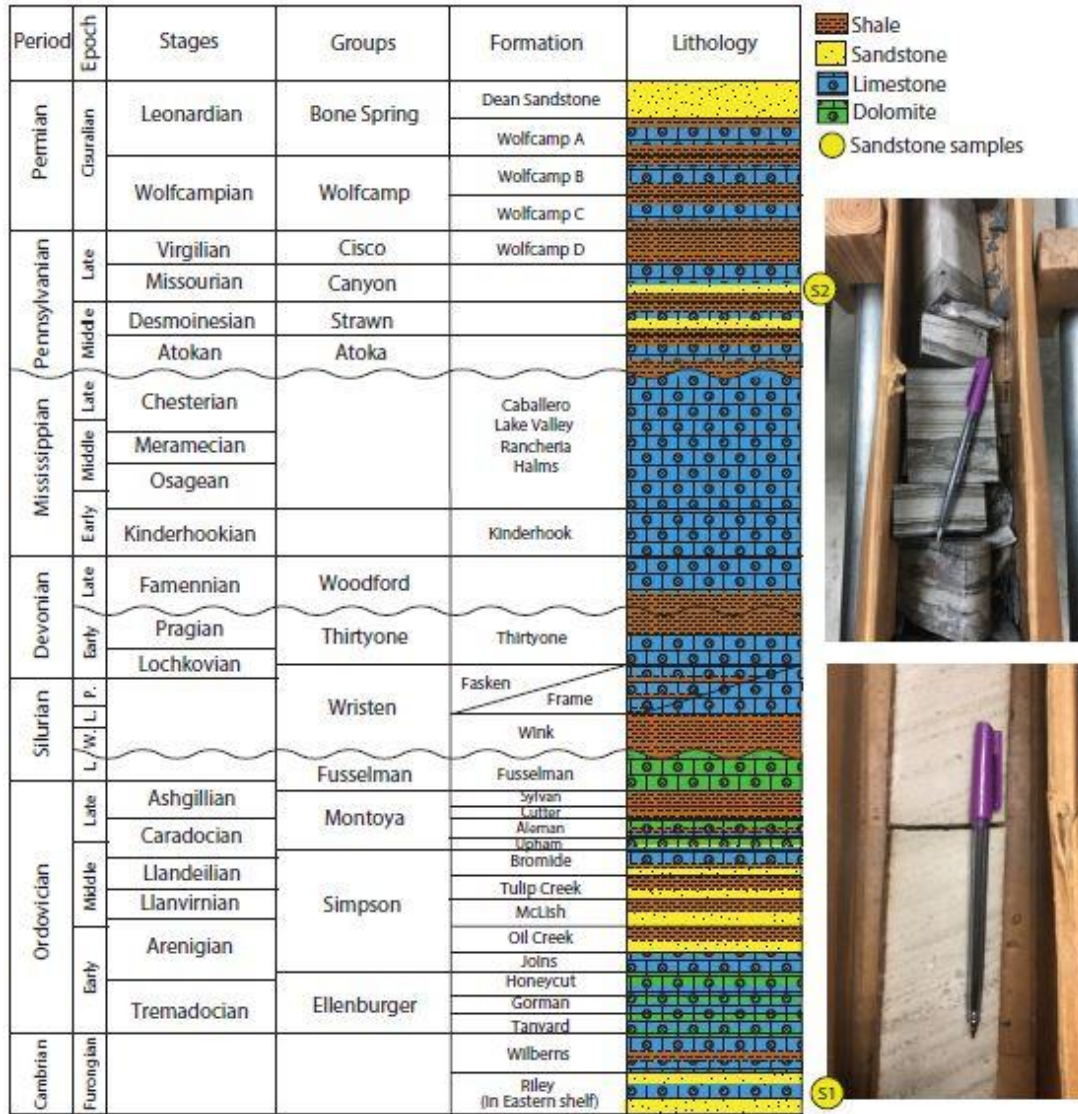 Period
Epoch
Stages
Groups
Formation
Lithology
Shale
Sandstone
Limestone
Dolomite
Sandstone samples
Permian
Cisuralian
Leonardian
Bone Spring
Dean Sandstone
Wolfcamp A
Wolfcampian
Wolfcamp
Wolfcamp B
Wolfcamp C
Pennsylvanian
Late
Virgilian
Cisco
Wolfcamp D
Missourian
Canyon
S2
Middle
Desmoinesian
Strawn
Atokan
Atoka
Mississippian
Late
Chesterian
Caballero
Lake Valley
Rancheria
Halms
Middle
Meramecian
Osagean
Early
Kinderhookian
Kinderhook
Devonian
Late
Famennian
Woodford
Early
Pragian
Thirtyone
Thirtyone
Lochkovian
Silurian
L./W. L. P.
Wristen
Fasken
Frame
Wink
Fusselman
Fusselman
Ordovician
Late
Ashgillian
Montoya
Sylvan
Cutter
Caradocian
Aleman
Upham
Middle
Llandeilian
Simpson
Bromide
Tulip Creek
Llanvirnian
McLish
Early
Arenigian
Oil Creek
Joins
Tremadocian
Ellenburger
Honeycut
Gorman
Tanyard
Cambrian
Furongian
Wilberns
Riley
(In Eastern shelf)
S1